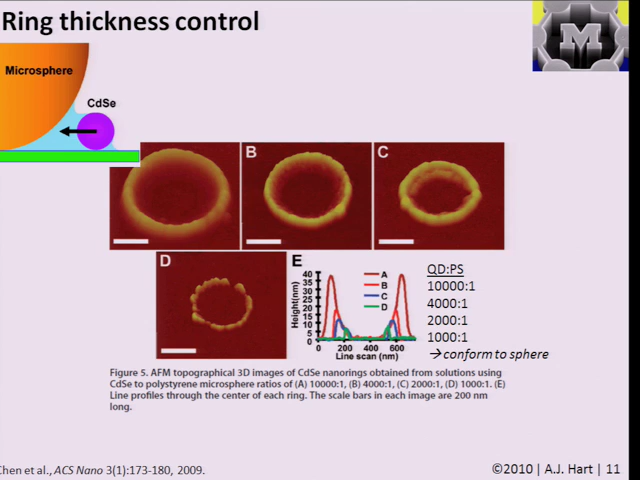 Ring thickness control
M
Microsphere
CdSe
B
C
D
E
Height(nm)
40
35
30
25
20
15
10
5
0
0 200 400 600
Line scan (nm)
A
B
C
D
QD:PS
10000:1
4000:1
2000:1
1000:1
→conform to sphere
Figure 5. AFM topographical 3D images of CdSe nanorings obtained from solutions using
CdSe to polystyrene microsphere ratios of (A) 10000:1, (B) 4000:1, (C) 2000:1, (D) 1000:1. (E)
Line profiles through the center of each ring. The scale bars in each image are 200 nm
long.
Chen et al., ACS Nano 3(1):173-180, 2009.
©2010 | A.J. Hart | 11